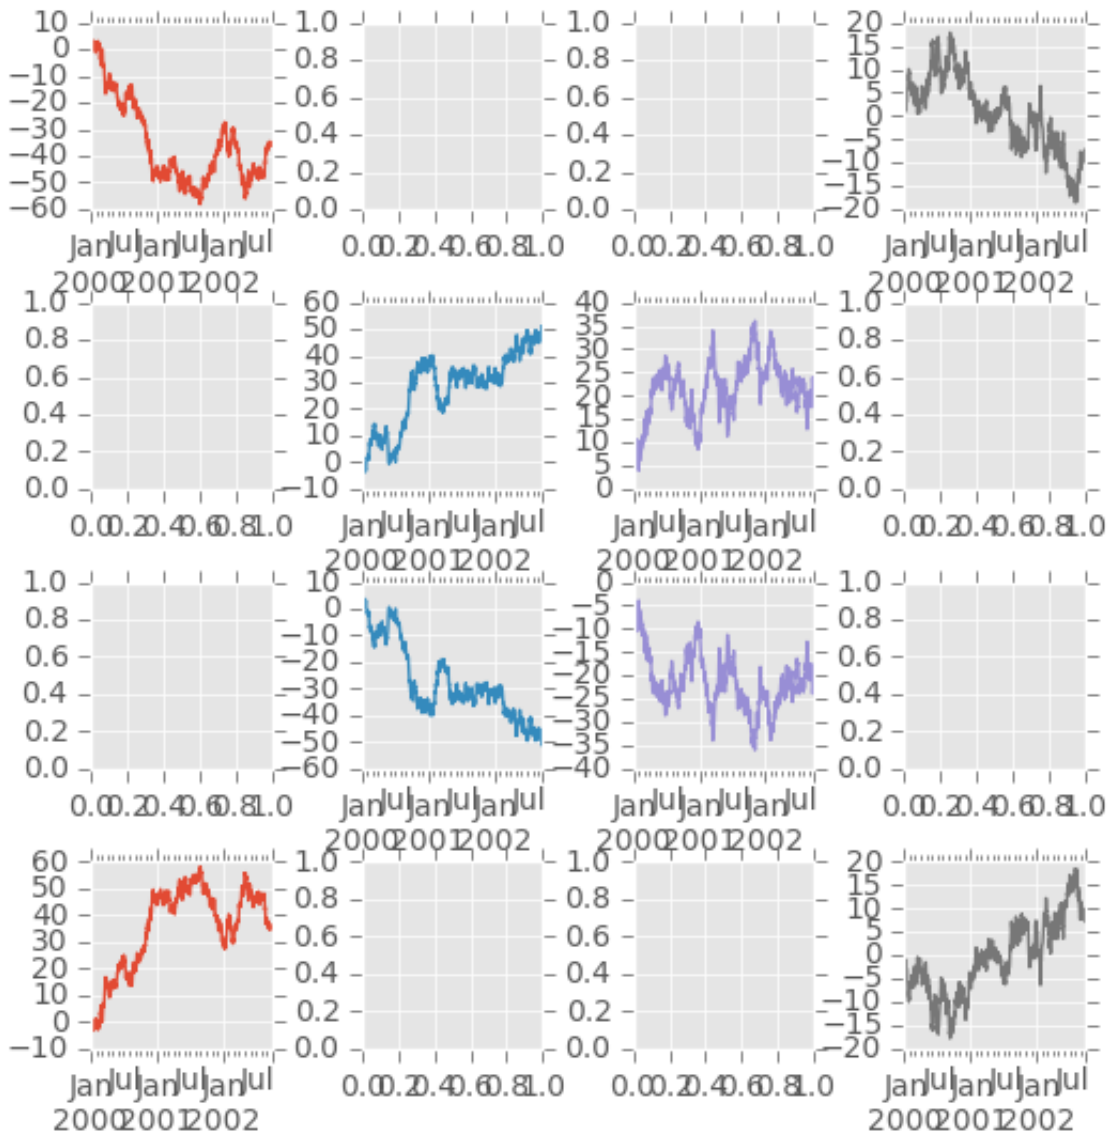 10 1.0 1.0 20
0 0.8 0.8 15
−10 0.6 0.6 10
−20 0.4 0.4 5
−30 0.2 0.2 0
−40 0.0 0.0 −5
−50 −10
−60 −15
−20
Jan Jul Jan Jul Jan Jul 0.0 0.2 0.4 0.6 0.8 1.0 0.0 0.2 0.4 0.6 0.8 1.0 Jan Jul Jan Jul Jan Jul
2000 2001 2002 2000 2001 2002
1.0 60 40 1.0
0.8 50 35 0.8
0.6 40 30 0.6
0.4 30 25 0.4
0.2 20 20 0.2
0.0 10 15 0.0
0 10
−10 5
0
0.0 0.2 0.4 0.6 0.8 1.0 Jan Jul Jan Jul Jan Jul Jan Jul Jan Jul Jan Jul 0.0 0.2 0.4 0.6 0.8 1.0
2000 2001 2002 2000 2001 2002
1.0 10 0 1.0
0.8 0 −5 0.8
0.6 −10 −10 0.6
0.4 −20 −15 0.4
0.2 −30 −20 0.2
0.0 −40 −25 0.0
−50 −30
−60 −35
−40
0.0 0.2 0.4 0.6 0.8 1.0 Jan Jul Jan Jul Jan Jul Jan Jul Jan Jul Jan Jul 0.0 0.2 0.4 0.6 0.8 1.0
2000 2001 2002 2000 2001 2002
60 1.0 1.0 20
50 0.8 0.8 15
40 0.6 0.6 10
30 0.4 0.4 5
20 0.2 0.2 0
10 0.0 0.0 −5
0 −10
−10 −15
−20
Jan Jul Jan Jul Jan Jul 0.0 0.2 0.4 0.6 0.8 1.0 0.0 0.2 0.4 0.6 0.8 1.0 Jan Jul Jan Jul Jan Jul
2000 2001 2002 2000 2001 2002